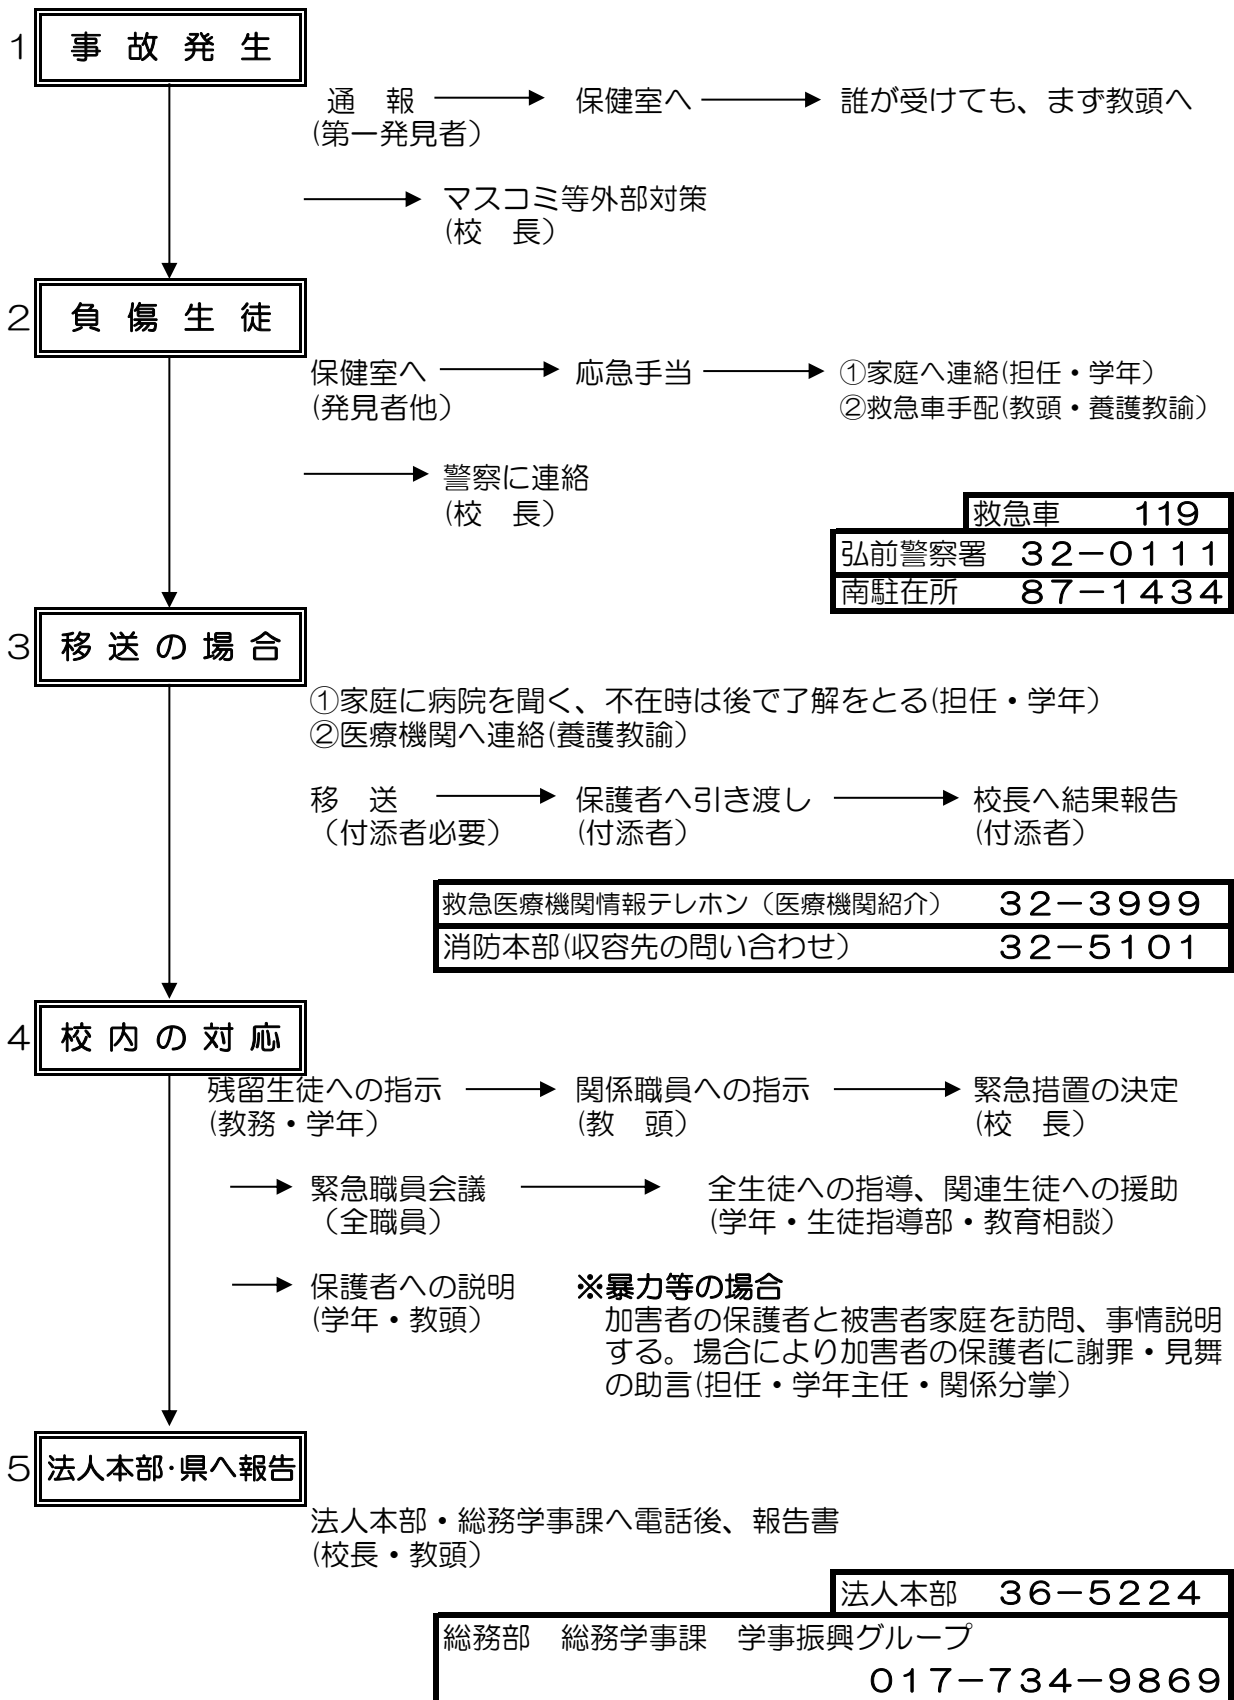 1 事故発生
通　報　保健室へ　誰が受けても、まず教頭へ
(第一発見者）
マスコミ等外部対策
(校　長）
2 負傷生徒
保健室へ　応急手当　①家庭へ連絡(担任・学年）
(発見者他）　②救急車手配(教頭・養護教諭）
警察に連絡
(校　長）
救急車　119
弘前警察署　３２－０１１１
南駐在所　８７－１４３４
3 移送の場合
①家庭に病院を聞く、不在時は後で了解をとる(担任・学年）
②医療機関へ連絡(養護教諭）
移　送　保護者へ引き渡し　校長へ結果報告
（付添者必要）　(付添者）　(付添者）
救急医療機関情報テレホン（医療機関紹介）　３２－３９９９
消防本部(収容先の問い合わせ）　３２－５１０１
4 校内の対応
残留生徒への指示　関係職員への指示　緊急措置の決定
(教務・学年）　(教　頭）　(校　長）
緊急職員会議　全生徒への指導、関連生徒への援助
（全職員）　(学年・生徒指導部・教育相談）
保護者への説明　※暴力等の場合
(学年・教頭）　加害者の保護者と被害者家庭を訪問、事情説明
する。場合により加害者の保護者に謝罪・見舞
の助言(担任・学年主任・関係分掌）
5 法人本部・県へ報告
法人本部・総務学事課へ電話後、報告書
(校長・教頭）
法人本部　３６－５２２４
総務部　総務学事課　学事振興グループ
０１７－７３４－９８６９